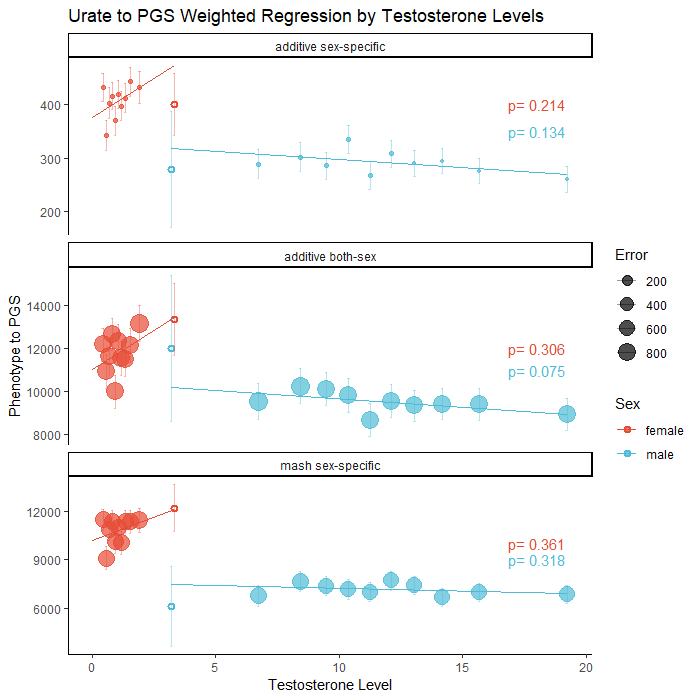 Urate to PGS Weighted Regression by Testosterone Levels
additive sex-specific
400
300
200
p= 0.214
p= 0.134
additive both-sex
14000
12000
10000
8000
p= 0.306
p= 0.075
mash sex-specific
12000
9000
6000
p= 0.361
p= 0.318
Phenotype to PGS
0 5 10 15 20
Testosterone Level
Error
200
400
600
800
Sex
female
male